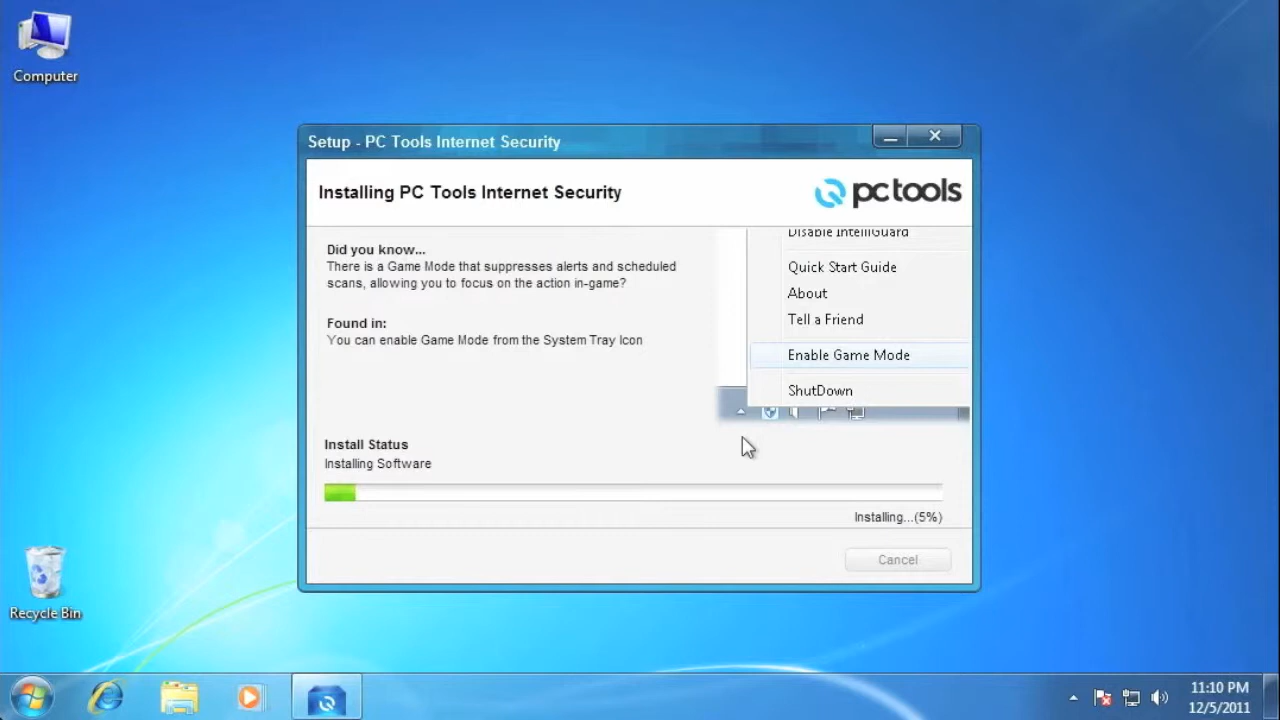 Computer
Setup - PC Tools Internet Security
Installing PC Tools Internet Security
pctools
Did you know...
There is a Game Mode that suppresses alerts and scheduled
scans, allowing you to focus on the action in-game?
Found in:
You can enable Game Mode from the System Tray Icon
Disable IntelliGuard
Quick Start Guide
About
Tell a Friend
Enable Game Mode
ShutDown
Install Status
Installing Software
Installing...(5%)
Cancel
Recycle Bin
11:10 PM
12/5/2011